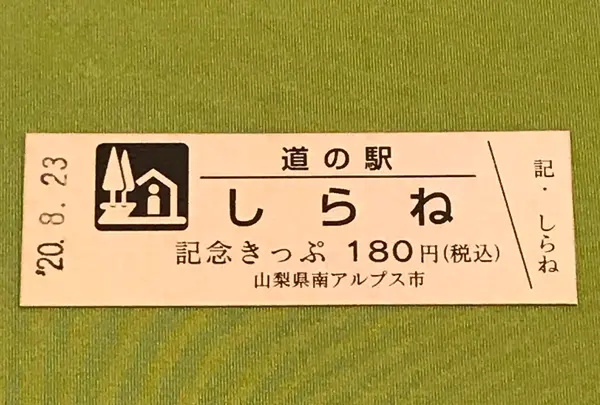 '20. 8. 23
道の駅
しらね
記念きっぷ 180円(税込)
山梨県南アルプス市
記・しらね